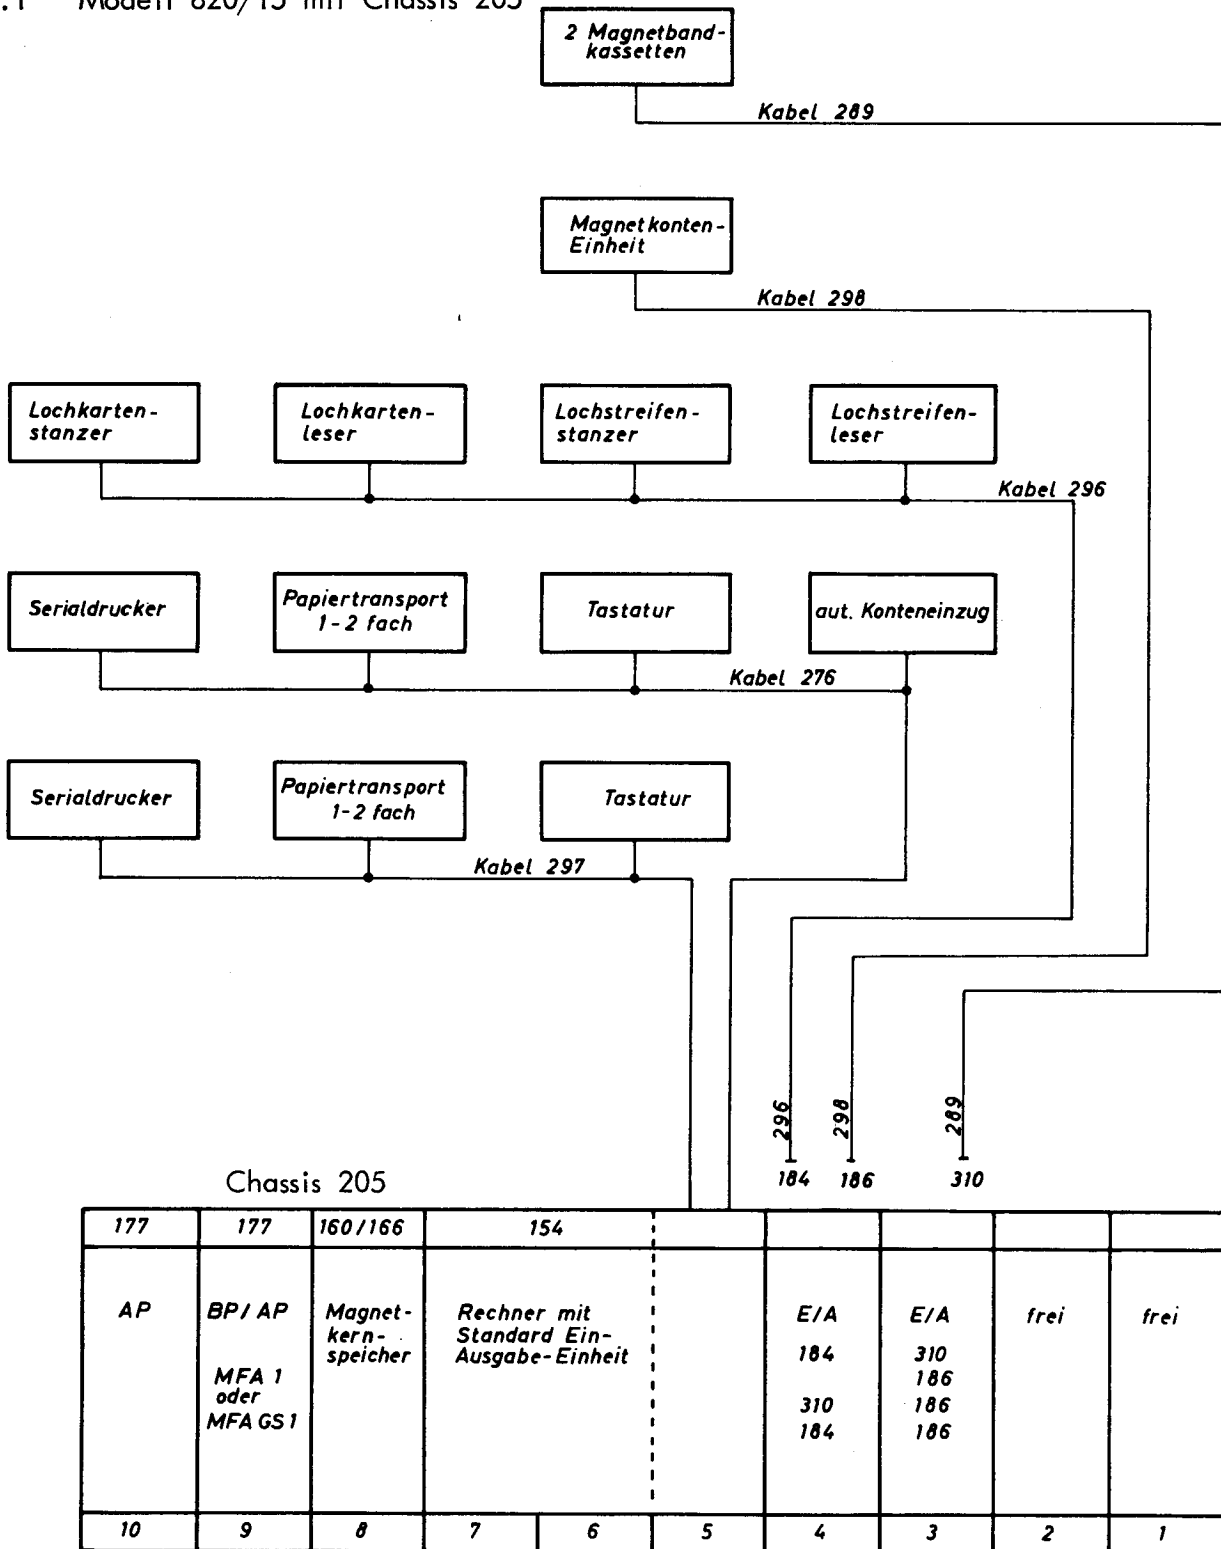 .1 Modell 820/15 mit Chassis 205
2 Magnetband-
kassetten
Kabel 289
Magnetkonten-
Einheit
Kabel 298
Lochkarten-
stanzer
Lochkarten-
leser
Lochstreifen-
stanzer
Lochstreifen-
leser
Kabel 296
Serialdrucker
Papiertransport
1-2 fach
Tastatur
aut. Konteneinzug
Kabel 276
Serialdrucker
Papiertransport
1-2 fach
Tastatur
Kabel 297
296
298
289
184
186
310
Chassis 205
177
177
160/166
154
AP
BP/AP
MFA 1
oder
MFA GS1
Magnet-
kern-
speicher
Rechner mit
Standard Ein-
Ausgabe-Einheit
E/A
184
310
184
E/A
310
186
186
186
frei
frei
10
9
8
7
6
5
4
3
2
1